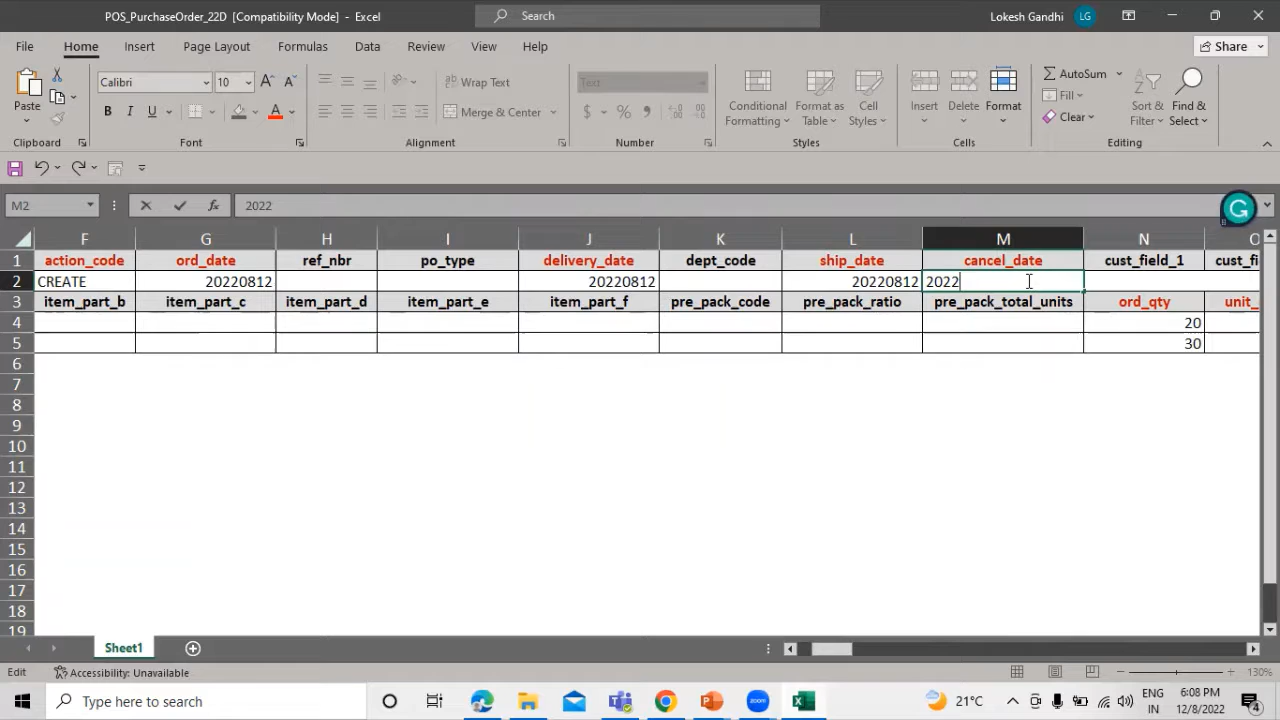 POS_PurchaseOrder_22D [Compatibility Mode] - Excel
Search
Lokesh Gandhi LG
File Home Insert Page Layout Formulas Data Review View Help Share
Paste
Clipboard
Calibri 10
B I U
Font
Wrap Text
Merge & Center
Alignment
Text
$ %
Number
Conditional Formatting
Format as Table
Cell Styles
Styles
Insert Delete Format
Cells
AutoSum
Fill
Clear
Sort & Filter
Find & Select
Editing
M2 fx 2022
F G H I J K L M N O
1 action_code ord_date ref_nbr po_type delivery_date dept_code ship_date cancel_date cust_field_1 cust_fi
2 CREATE 20220812 20220812 20220812 2022
3 item_part_b item_part_c item_part_d item_part_e item_part_f pre_pack_code pre_pack_ratio pre_pack_total_units ord_qty unit_
4 20
5 30
6
7
8
9
10
11
12
13
14
15
16
17
18
19
Sheet1
Edit Accessibility: Unavailable 130%
Type here to search 21°C ENG IN 6:08 PM 12/8/2022 4